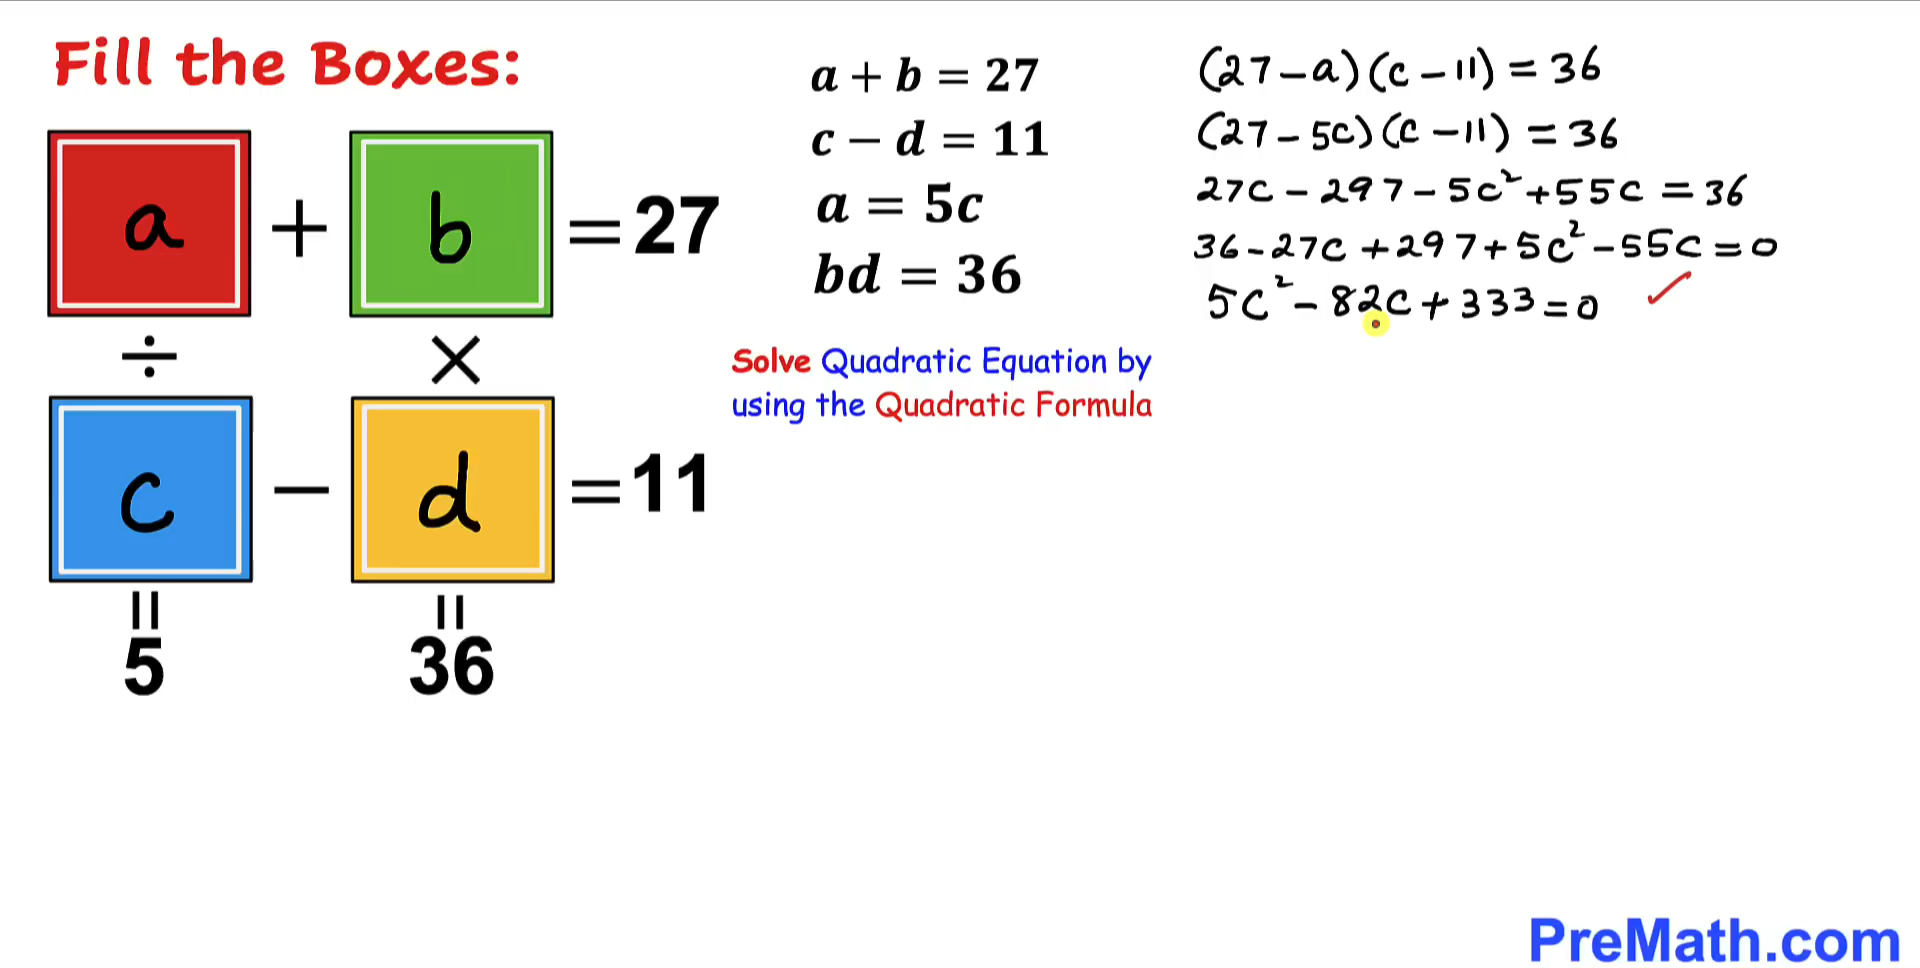 Fill the Boxes:
a + b = 27
÷ ×
c − d = 11
= =
5 36
a + b = 27
c − d = 11
a = 5c
bd = 36
Solve Quadratic Equation by
using the Quadratic Formula
(27 − a)(c − 11) = 36
(27 − 5c)(c − 11) = 36
27c − 297 − 5c² + 55c = 36
36 − 27c + 297 + 5c² − 55c = 0
5c² − 82c + 333 = 0 ✓
PreMath.com